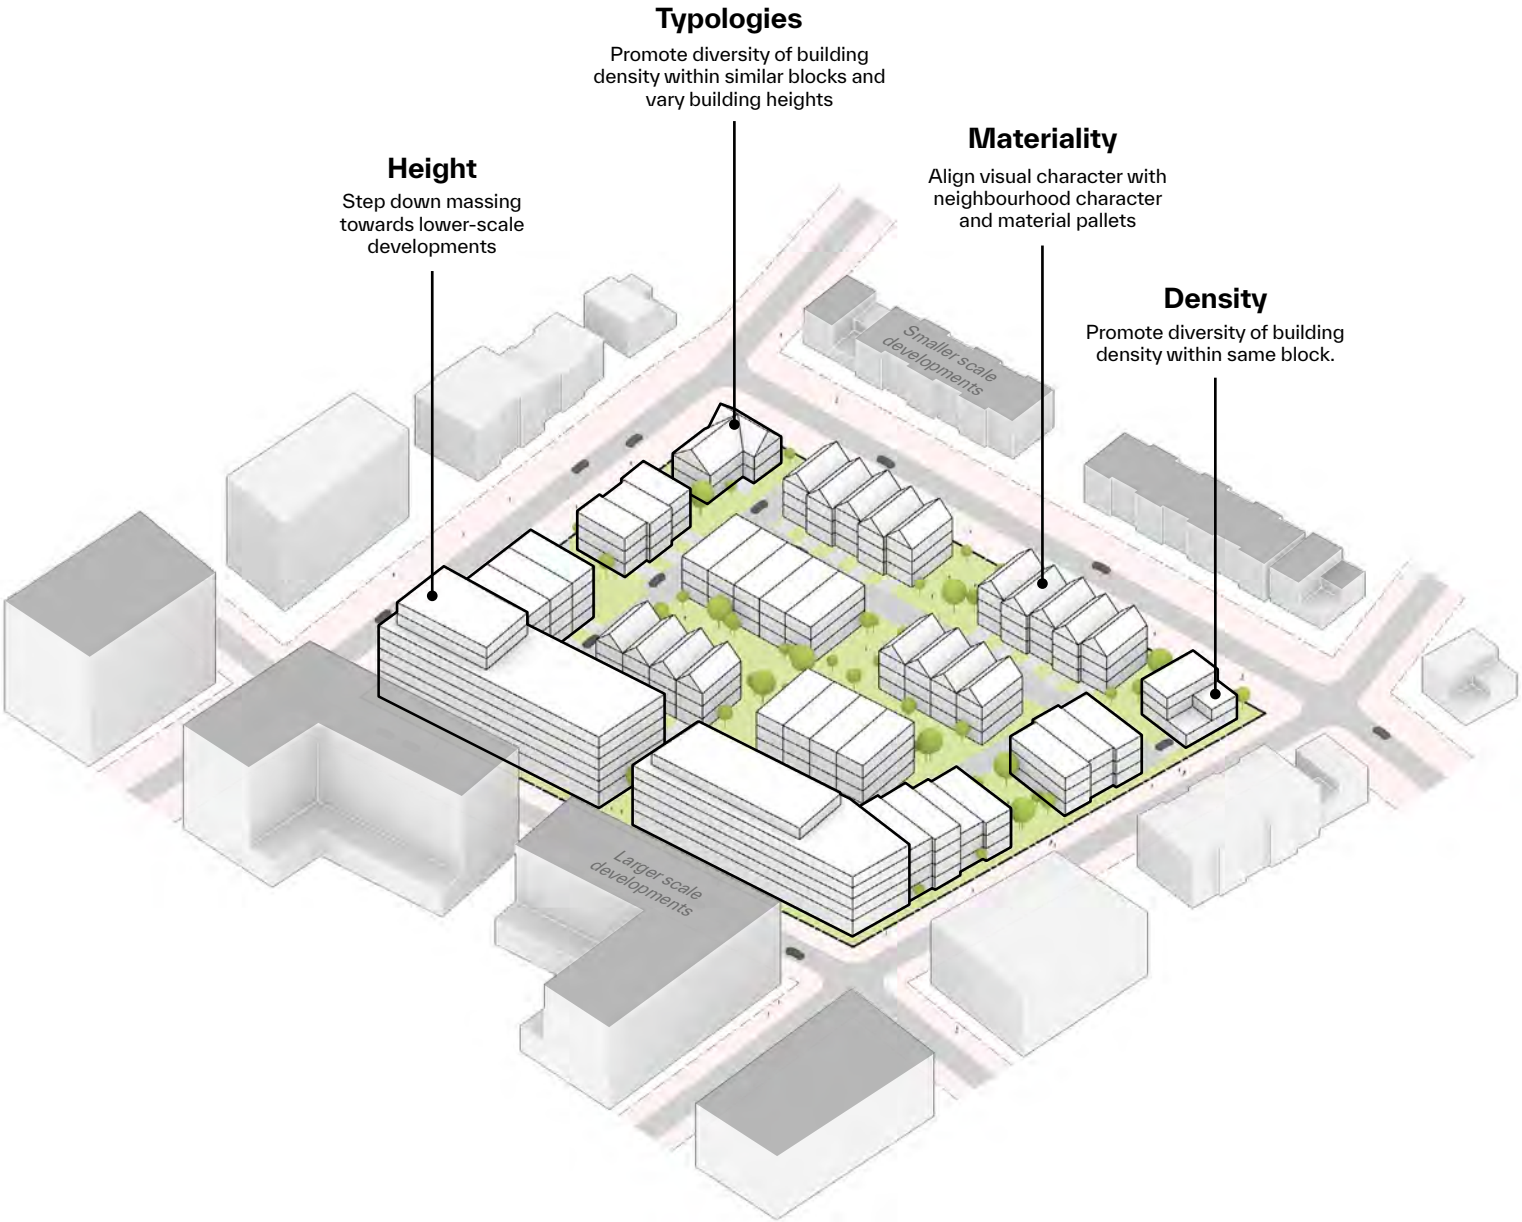 Typologies
Promote diversity of building
density within similar blocks and
vary building heights
Materiality
Align visual character with
neighbourhood character
and material pallets
Height
Step down massing
towards lower-scale
developments
Density
Promote diversity of building
density within same block.
Smaller scale
developments
Larger scale
developments